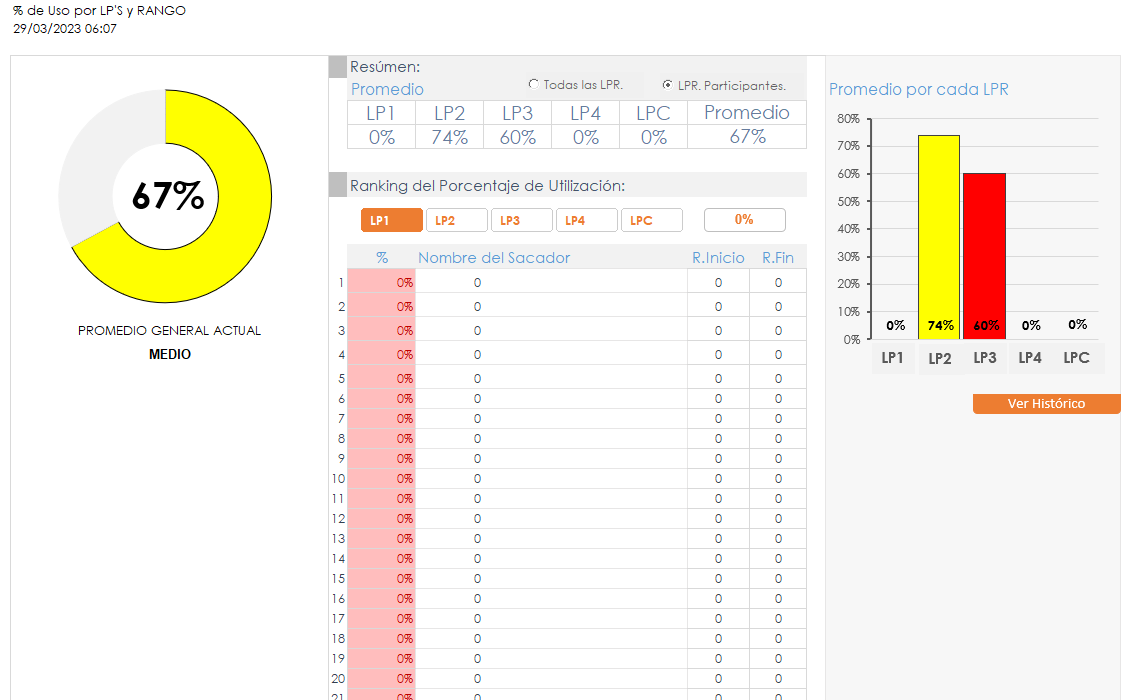 % de Uso por LP'S y RANGO
29/03/2023 06:07
67%
PROMEDIO GENERAL ACTUAL
MEDIO
Resúmen:
Promedio
Todas las LPR.
LPR. Participantes.
LP1 LP2 LP3 LP4 LPC Promedio
0% 74% 60% 0% 0% 67%
Ranking del Porcentaje de Utilización:
LP1 LP2 LP3 LP4 LPC 0%
% Nombre del Sacador R.Inicio R.Fin
1 0% 0 0 0
2 0% 0 0 0
3 0% 0 0 0
4 0% 0 0 0
5 0% 0 0 0
6 0% 0 0 0
7 0% 0 0 0
8 0% 0 0 0
9 0% 0 0 0
10 0% 0 0 0
11 0% 0 0 0
12 0% 0 0 0
13 0% 0 0 0
14 0% 0 0 0
15 0% 0 0 0
16 0% 0 0 0
17 0% 0 0 0
18 0% 0 0 0
19 0% 0 0 0
20 0% 0 0 0
21 0% 0 0 0
Promedio por cada LPR
80%
70%
60%
50%
40%
30%
20%
10%
0%
0% 74% 60% 0% 0%
LP1 LP2 LP3 LP4 LPC
Ver Histórico